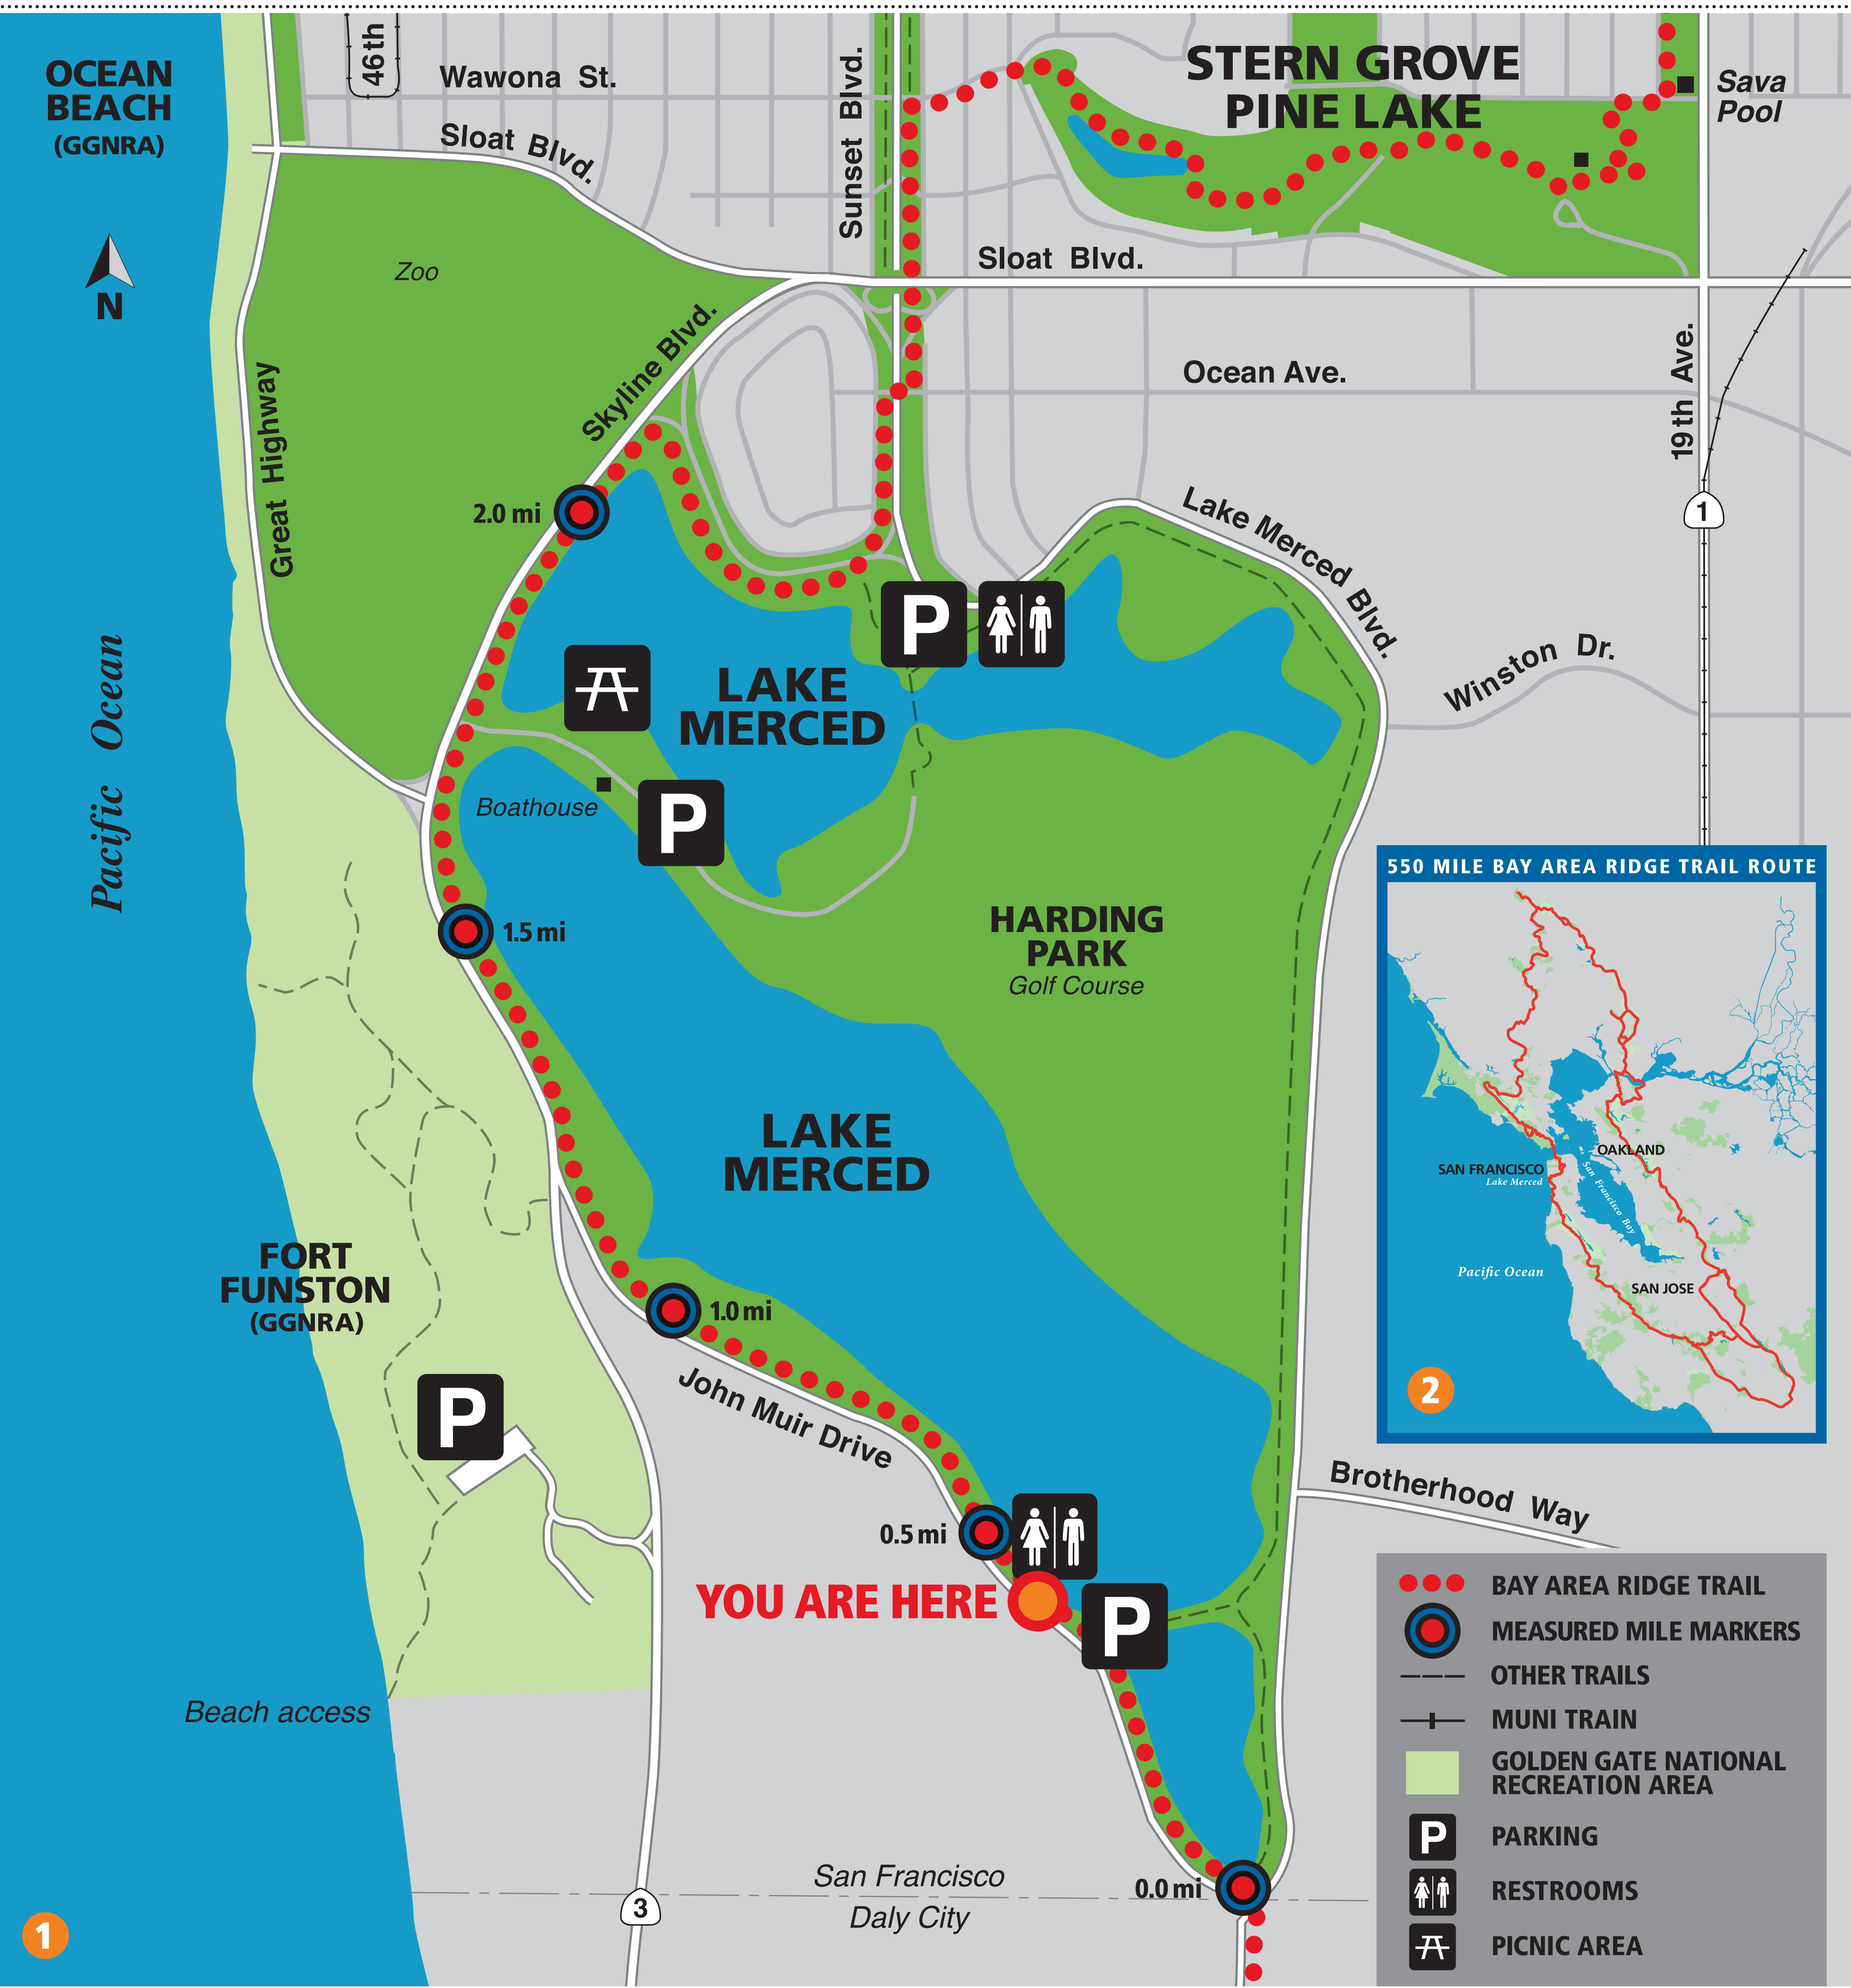 OCEAN
BEACH
(GGNRA)
46th
Wawona St.
Sloat Blvd.
Sunset Blvd.
STERN GROVE
PINE LAKE
Sava
Pool
N
Zoo
Sloat Blvd.
Skyline Blvd.
Ocean Ave.
19th Ave.
Great Highway
2.0 mi
Lake Merced Blvd.
1
P
Winston Dr.
Pacific Ocean
LAKE
MERCED
Boathouse
P
1.5 mi
HARDING
PARK
Golf Course
550 MILE BAY AREA RIDGE TRAIL ROUTE
OAKLAND
SAN FRANCISCO
Lake Merced
San Francisco Bay
Pacific Ocean
SAN JOSE
2
LAKE
MERCED
FORT
FUNSTON
(GGNRA)
1.0 mi
P
John Muir Drive
Brotherhood Way
0.5 mi
YOU ARE HERE
P
Beach access
San Francisco
Daly City
0.0 mi
3
1
BAY AREA RIDGE TRAIL
MEASURED MILE MARKERS
OTHER TRAILS
MUNI TRAIN
GOLDEN GATE NATIONAL
RECREATION AREA
P PARKING
RESTROOMS
PICNIC AREA